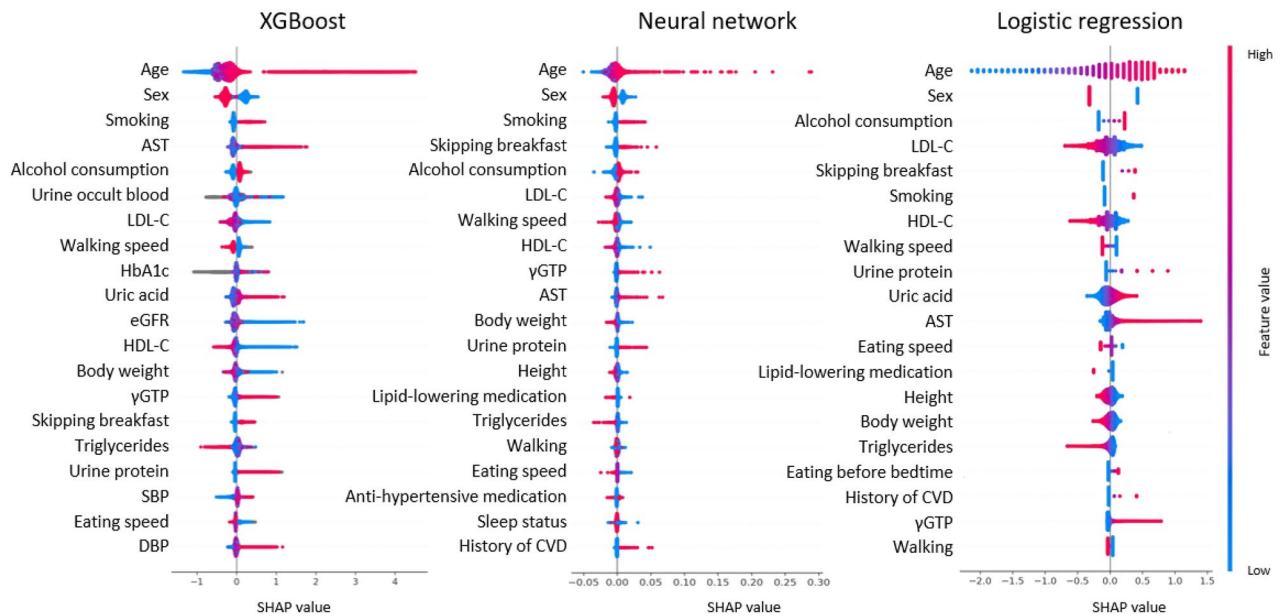 XGBoost
Age
Sex
Smoking
AST
Alcohol consumption
Urine occult blood
LDL-C
Walking speed
HbA1c
Uric acid
eGFR
HDL-C
Body weight
γGTP
Skipping breakfast
Triglycerides
Urine protein
SBP
Eating speed
DBP
-1 0 1 2 3 4
SHAP value
Neural network
Age
Sex
Smoking
Skipping breakfast
Alcohol consumption
LDL-C
Walking speed
HDL-C
γGTP
AST
Body weight
Urine protein
Height
Lipid-lowering medication
Triglycerides
Walking
Eating speed
Anti-hypertensive medication
Sleep status
History of CVD
−0.05 0.00 0.05 0.10 0.15 0.20 0.25 0.30
SHAP value
Logistic regression
Age
Sex
Alcohol consumption
LDL-C
Skipping breakfast
Smoking
HDL-C
Walking speed
Urine protein
Uric acid
AST
Eating speed
Lipid-lowering medication
Height
Body weight
Triglycerides
Eating before bedtime
History of CVD
γGTP
Walking
−2.0 −1.5 −1.0 −0.5 0.0 0.5 1.0 1.5
SHAP value
High
Feature value
Low